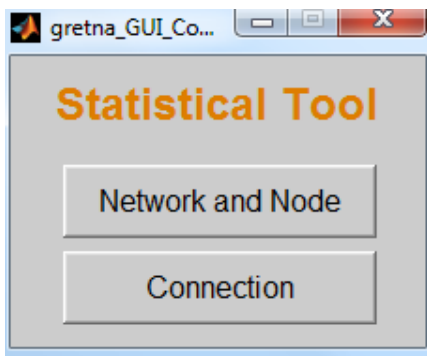 gretna_GUI_Co...
Statistical Tool
Network and Node
Connection